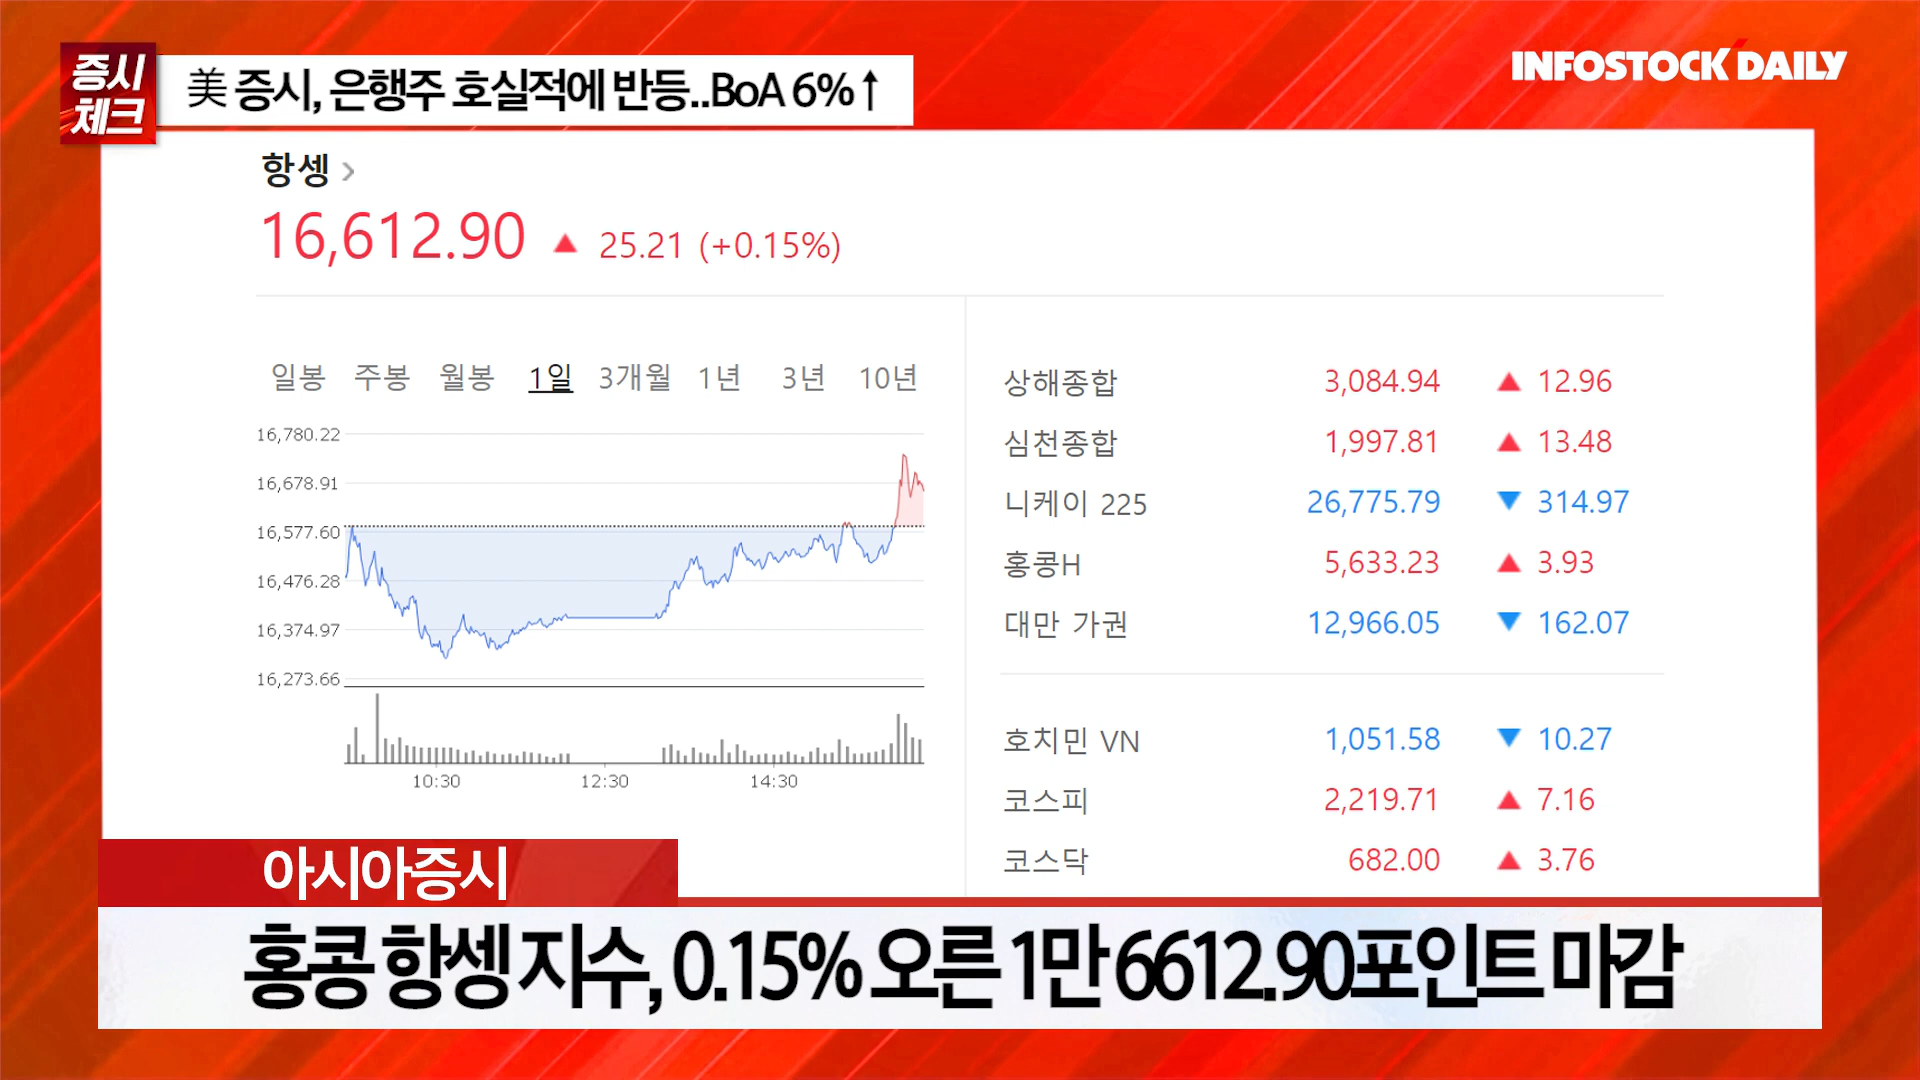 증시
체크
美 증시, 은행주 호실적에 반등..BoA 6%↑
INFOSTOCK DAILY
항셍 >
16,612.90 ▲ 25.21 (+0.15%)
일봉 주봉 월봉 1일 3개월 1년 3년 10년
16,780.22
16,678.91
16,577.60
16,476.28
16,374.97
16,273.66
10:30 12:30 14:30
상해종합 3,084.94 ▲ 12.96
심천종합 1,997.81 ▲ 13.48
니케이 225 26,775.79 ▼ 314.97
홍콩H 5,633.23 ▲ 3.93
대만 가권 12,966.05 ▼ 162.07
호치민 VN 1,051.58 ▼ 10.27
코스피 2,219.71 ▲ 7.16
코스닥 682.00 ▲ 3.76
아시아증시
홍콩 항셍 지수, 0.15% 오른 1만 6612.90포인트 마감